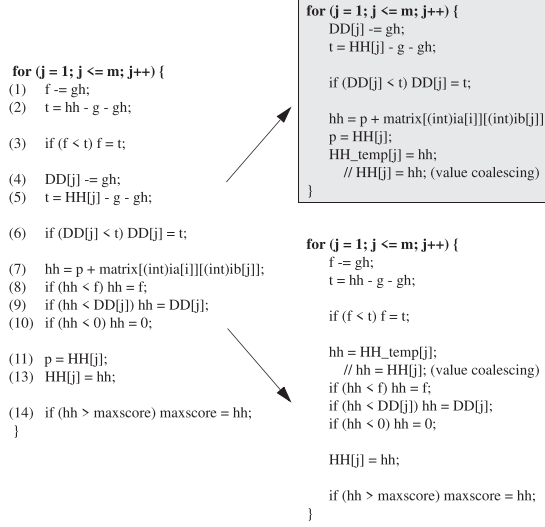 for (j = 1; j <= m; j++) {
(1) f -= gh;
(2) t = hh - g - gh;
(3) if (f < t) f = t;
(4) DD[j] -= gh;
(5) t = HH[j] - g - gh;
(6) if (DD[j] < t) DD[j] = t;
(7) hh = p + matrix[(int)ia[i]][(int)ib[j]];
(8) if (hh < f) hh = f;
(9) if (hh < DD[j]) hh = DD[j];
(10) if (hh < 0) hh = 0;
(11) p = HH[j];
(13) HH[j] = hh;
(14) if (hh > maxscore) maxscore = hh;
}
for (j = 1; j <= m; j++) {
DD[j] -= gh;
t = HH[j] - g - gh;
if (DD[j] < t) DD[j] = t;
hh = p + matrix[(int)ia[i]][(int)ib[j]]
p = HH[j];
HH_temp[j] = hh;
// HH[j] = hh; (value coalescing)
}
for (j = 1; j <= m; j++) {
f -= gh;
t = hh - g - gh;
if (f < t) f = t;
hh = HH_temp[j];
// hh = HH[j]; (value coalescing)
if (hh < f) hh = f;
if (hh < DD[j]) hh = DD[j];
if (hh < 0) hh = 0;
HH[j] = hh;
if (hh > maxscore) maxscore = hh;
}